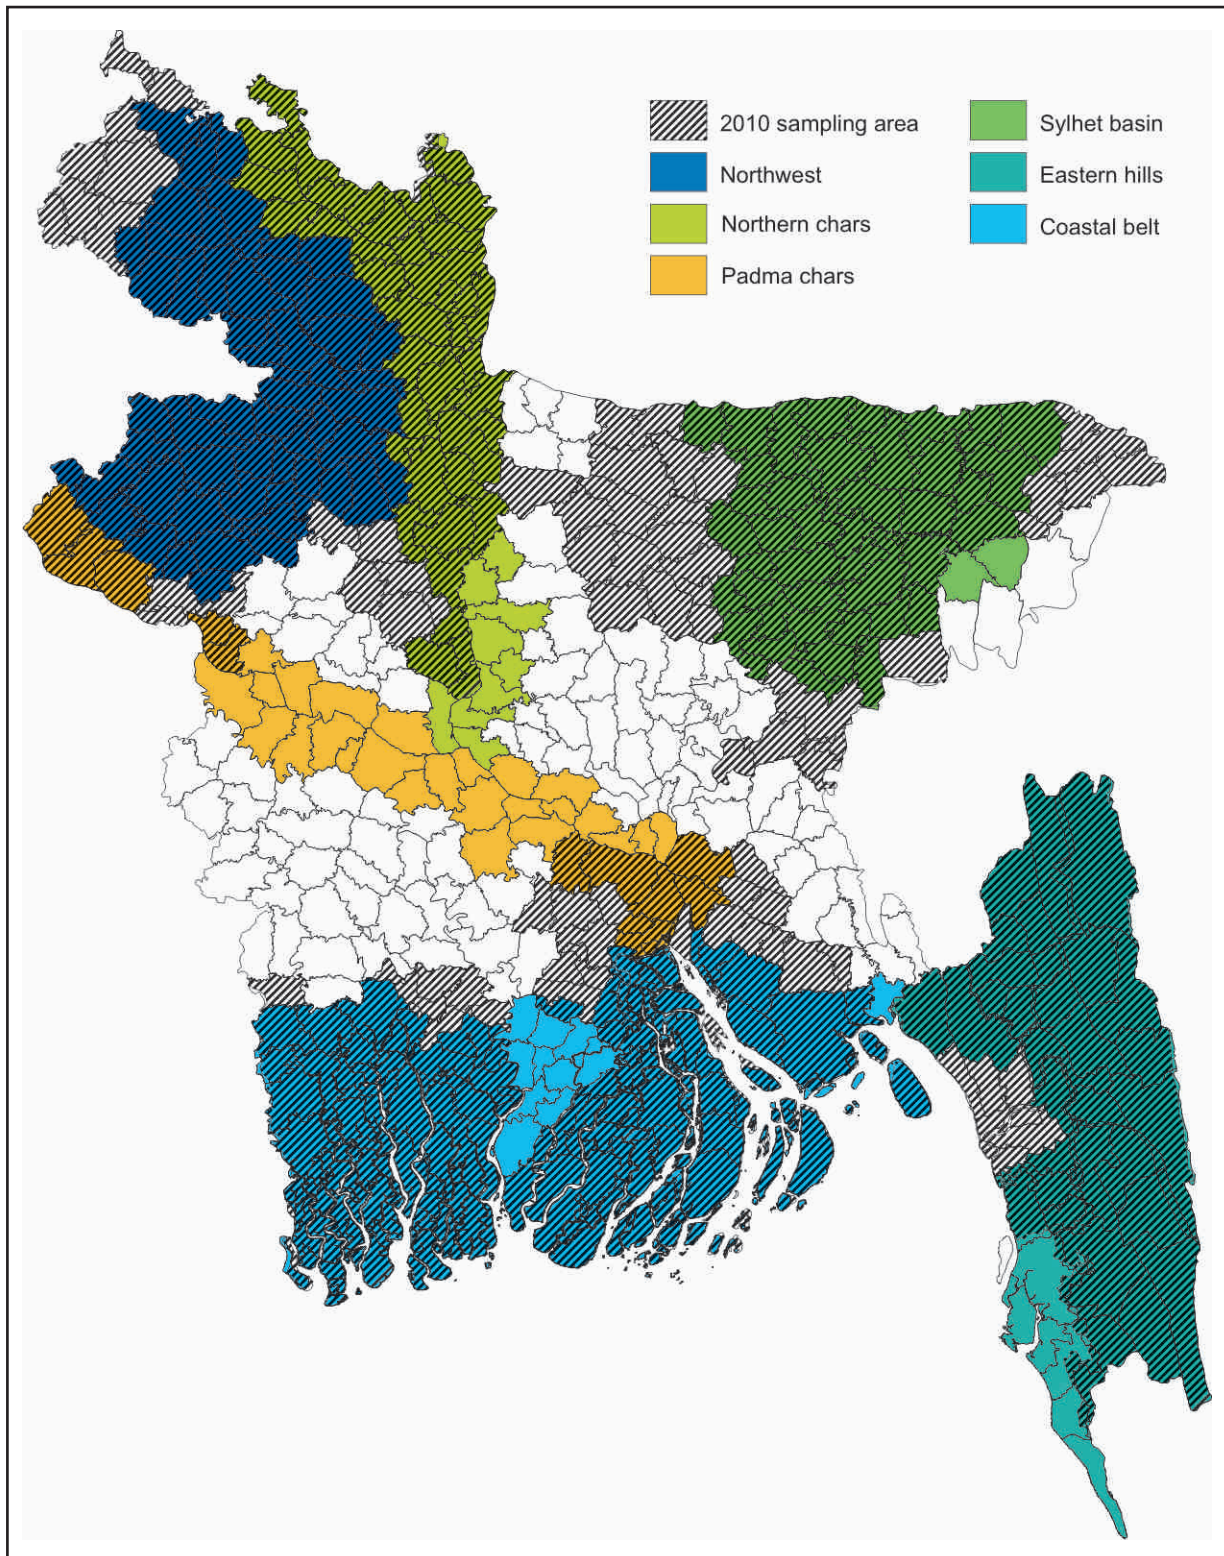 2010 sampling area
Northwest
Northern chars
Padma chars
Sylhet basin
Eastern hills
Coastal belt